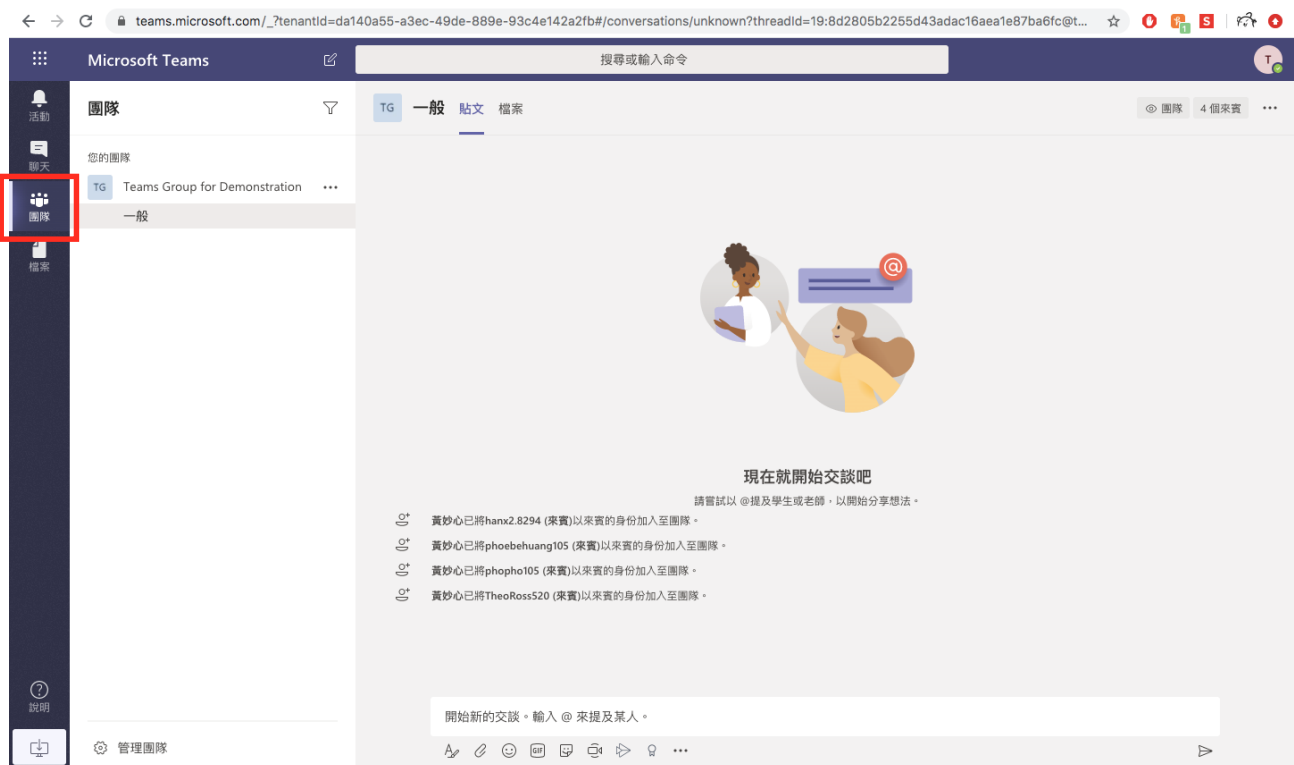 teams.microsoft.com/_?tenantId=da140a55-a3ec-49de-889e-93c4e142a2fb#/conversations/unknown?threadId=19:8d2805b2255d43adac16aea1e87ba6fc@t...
1
S
Microsoft Teams
搜尋或輸入命令
T
活動
聊天
團隊
檔案
說明
團隊
您的團隊
TG Teams Group for Demonstration
一般
管理團隊
TG 一般 貼文 檔案
團隊 4 個來賓
@
現在就開始交談吧
請嘗試以 @提及學生或老師，以開始分享想法。
黃妙心已將hanx2.8294 (來賓)以來賓的身份加入至團隊。
黃妙心已將phoebehuang105 (來賓)以來賓的身份加入至團隊。
黃妙心已將phopho105 (來賓)以來賓的身份加入至團隊。
黃妙心已將TheoRoss520 (來賓)以來賓的身份加入至團隊。
開始新的交談。輸入 @ 來提及某人。
GIF